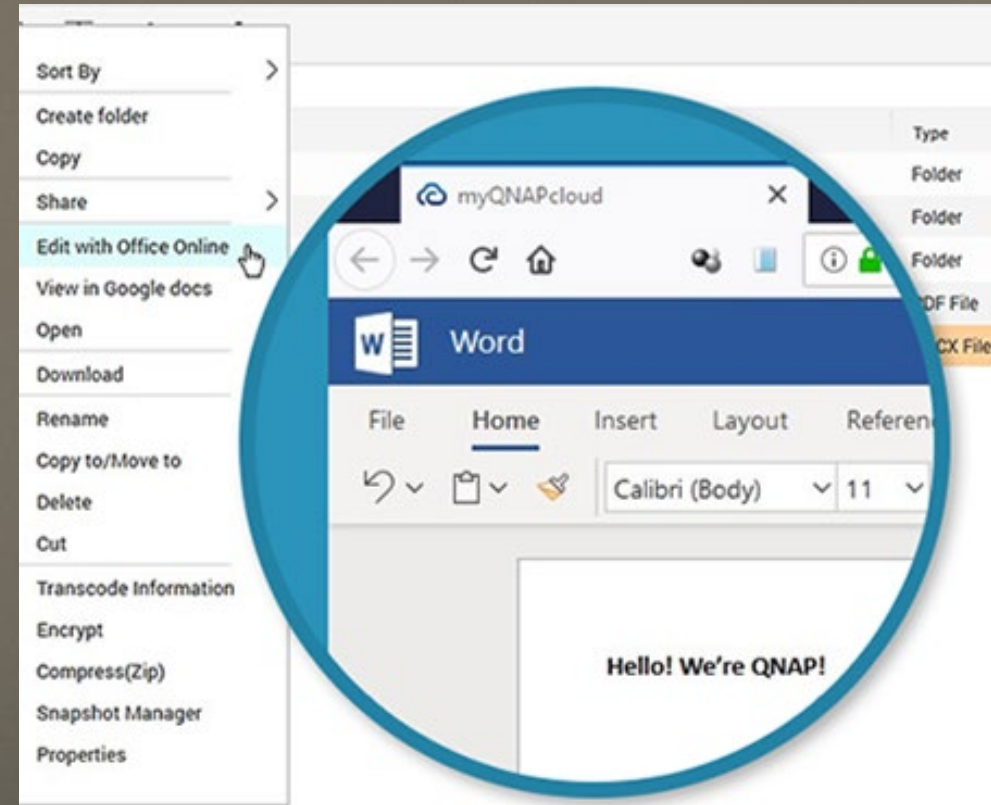 Sort By
Create folder
Copy
Share
Edit with Office Online
View in Google docs
Open
Download
Rename
Copy to/Move to
Delete
Cut
Transcode Information
Encrypt
Compress(Zip)
Snapshot Manager
Properties
myQNAPcloud
W Word
File Home Insert Layout
Calibri (Body) 11
Hello! We're QNAP!
Type
Folder
Folder
Folder
File
File